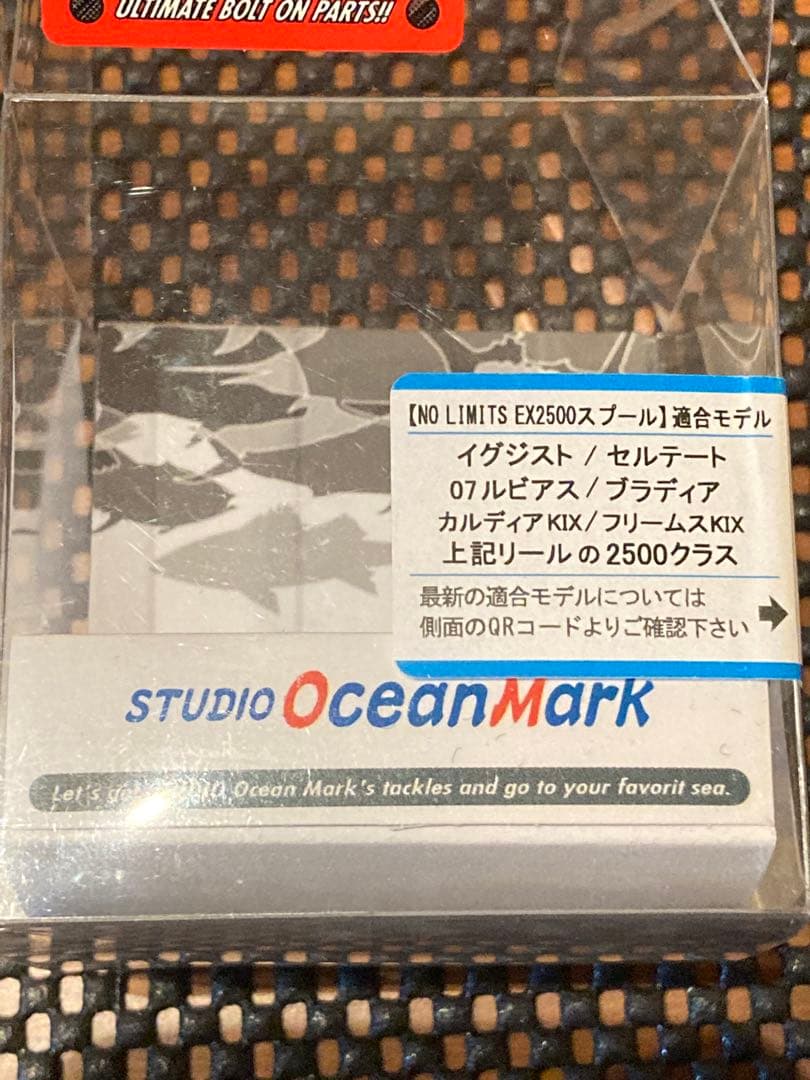 ULTIMATE BOLT ON PARTS!!
【NO LIMITS EX2500スプール】適合モデル
イグジスト / セルテート
07ルビアス / ブラディア
カルディアKIX/フリームスKIX
上記リールの2500クラス
最新の適合モデルについては
側面のQRコードよりご確認下さい
STUDIO OceanMark
Let's Ocean Mark's tackles and go to your favorit sea.